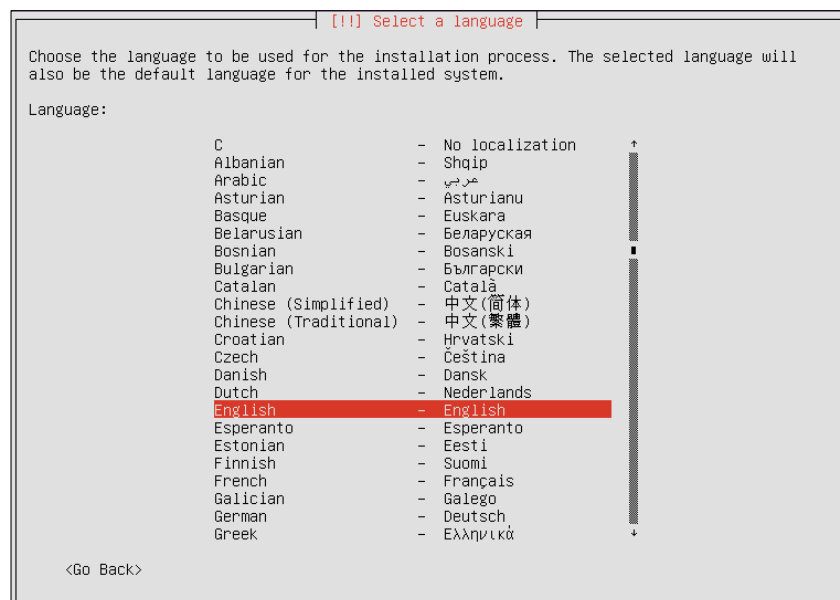 [!!] Select a language
Choose the language to be used for the installation process. The selected language will
also be the default language for the installed system.
Language:
C - No localization
Albanian - Shqip
Arabic - عربي
Asturian - Asturianu
Basque - Euskara
Belarusian - Беларуская
Bosnian - Bosanski
Bulgarian - Български
Catalan - Català
Chinese (Simplified) - 中文(简体)
Chinese (Traditional) - 中文(繁體)
Croatian - Hrvatski
Czech - Čeština
Danish - Dansk
Dutch - Nederlands
English - English
Esperanto - Esperanto
Estonian - Eesti
Finnish - Suomi
French - Français
Galician - Galego
German - Deutsch
Greek - Ελληνικά
<Go Back>